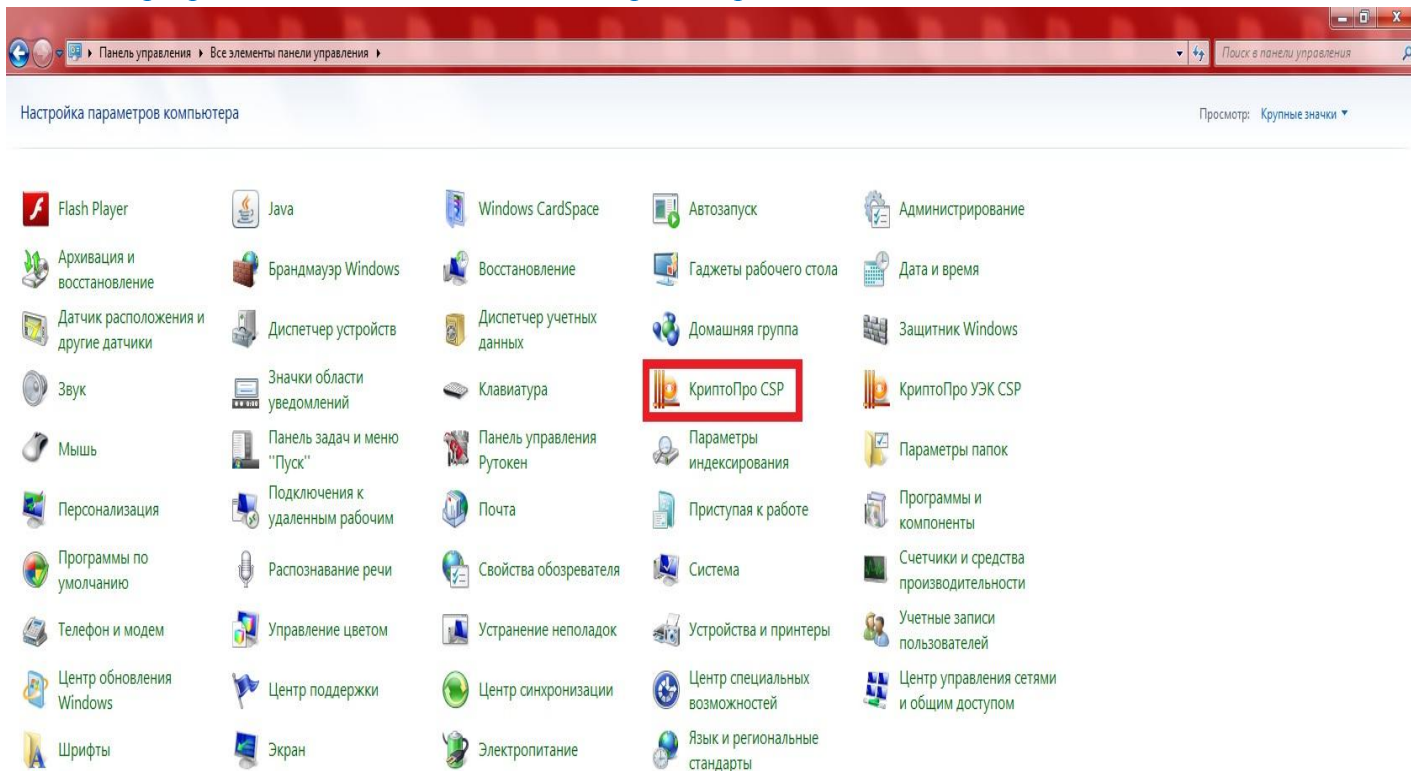 Панель управления ▸ Все элементы панели управления ▸
Поиск в панели управления
Настройка параметров компьютера
Просмотр: Крупные значки
Flash Player
Java
Windows CardSpace
Автозапуск
Администрирование
Архивация и
восстановление
Брандмауэр Windows
Восстановление
Гаджеты рабочего стола
Дата и время
Датчик расположения и
другие датчики
Диспетчер устройств
Диспетчер учетных
данных
Домашняя группа
Защитник Windows
Звук
Значки области
уведомлений
Клавиатура
КриптоПро CSP
КриптоПро УЭК CSP
Мышь
Панель задач и меню
"Пуск"
Панель управления
Рутокен
Параметры
индексирования
Параметры папок
Персонализация
Подключения к
удаленным рабочим
Почта
Приступая к работе
Программы и
компоненты
Программы по
умолчанию
Распознавание речи
Свойства обозревателя
Система
Счетчики и средства
производительности
Телефон и модем
Управление цветом
Устранение неполадок
Устройства и принтеры
Учетные записи
пользователей
Центр обновления
Windows
Центр поддержки
Центр синхронизации
Центр специальных
возможностей
Центр управления сетями
и общим доступом
Шрифты
Экран
Электропитание
Язык и региональные
стандарты